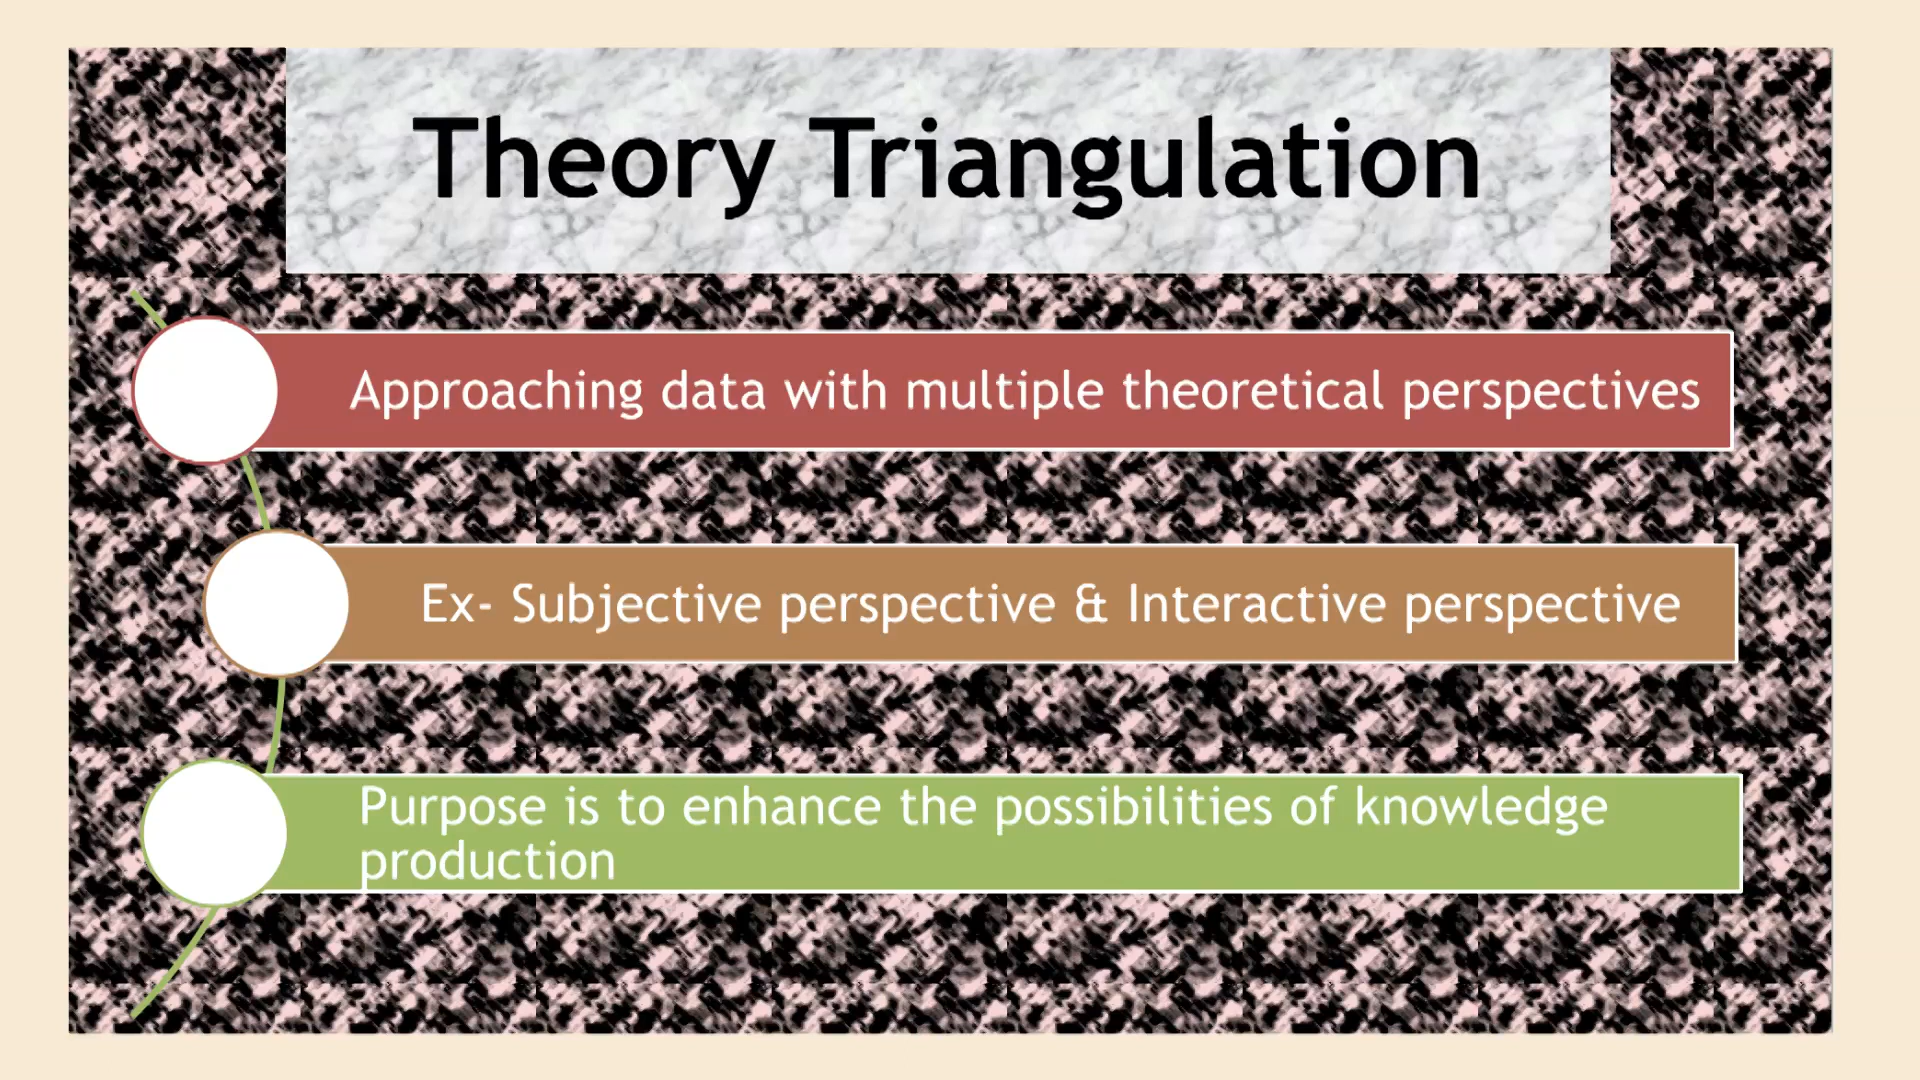 Theory Triangulation
Approaching data with multiple theoretical perspectives
Ex- Subjective perspective & Interactive perspective
Purpose is to enhance the possibilities of knowledge
production